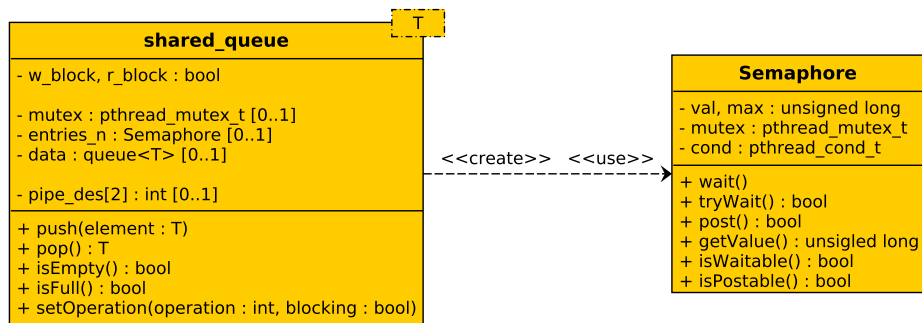 T
shared_queue
- w_block, r_block : bool
- mutex : pthread_mutex_t [0..1]
- entries_n : Semaphore [0..1]
- data : queue<T> [0..1]
- pipe_des[2] : int [0..1]
+ push(element : T)
+ pop() : T
+ isEmpty() : bool
+ isFull() : bool
+ setOperation(operation : int, blocking : bool)
<<create>> <<use>>
Semaphore
- val, max : unsigned long
- mutex : pthread_mutex_t
- cond : pthread_cond_t
+ wait()
+ tryWait() : bool
+ post() : bool
+ getValue() : unsigled long
+ isWaitable() : bool
+ isPostable() : bool